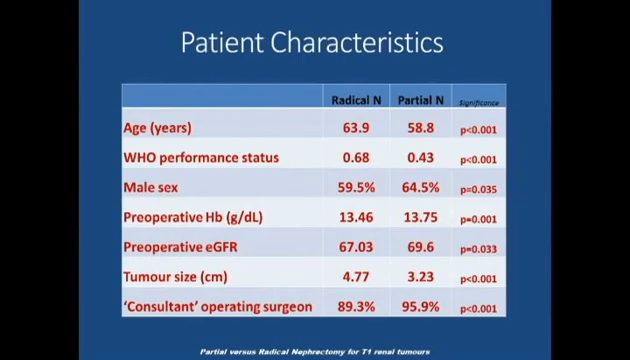 Patient Characteristics
Radical N Partial N Significance
Age (years) 63.9 58.8 p<0.001
WHO performance status 0.68 0.43 p<0.001
Male sex 59.5% 64.5% p=0.035
Preoperative Hb (g/dL) 13.46 13.75 p=0.001
Preoperative eGFR 67.03 69.6 p=0.033
Tumour size (cm) 4.77 3.23 p<0.001
‘Consultant’ operating surgeon 89.3% 95.9% p<0.001
Partial versus Radical Nephrectomy for T1 renal tumours